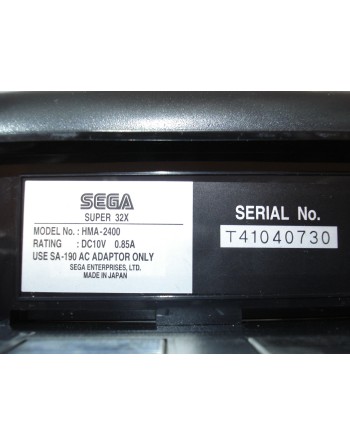 SEGA
SUPER 32X
MODEL No. : HMA-2400
RATING : DC10V 0.85A
USE SA-190 AC ADAPTOR ONLY
SEGA ENTERPRISES, LTD.
MADE IN JAPAN
SERIAL No.
T41040730